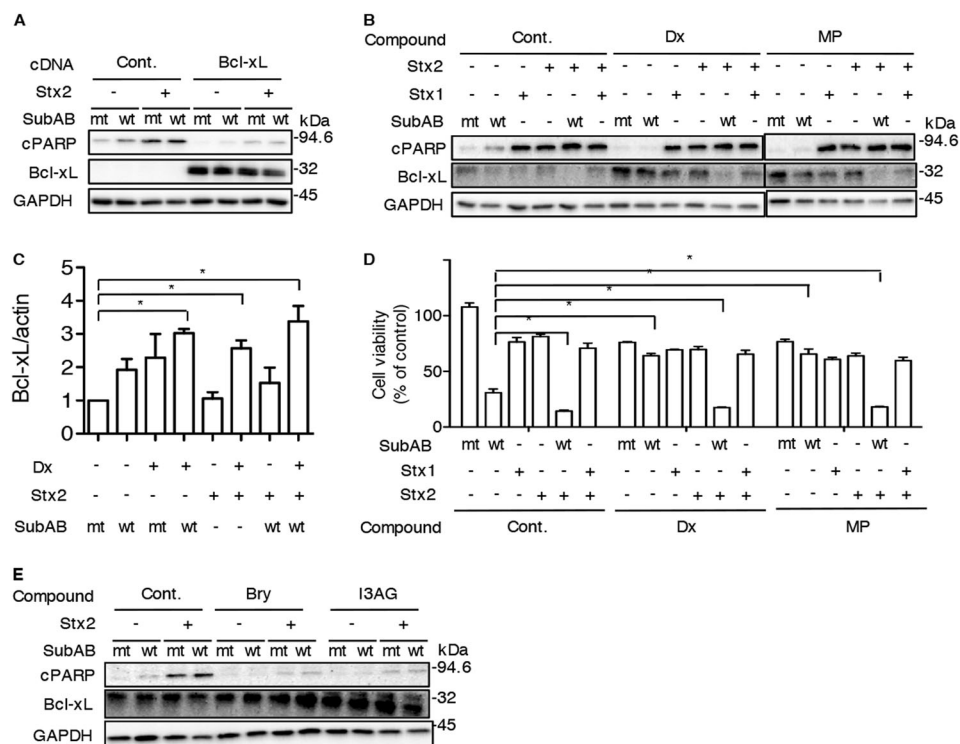 A
cDNA Cont. Bcl-xL
Stx2 - + - +
SubAB mt wt mt wt mt wt mt wt kDa
cPARP -94.6
Bcl-xL -32
GAPDH -45
B
Compound Cont. Dx MP
Stx2 - - - + + + - - - + + + - - - + + +
Stx1 - - + - - + - - + - - + - - + - - +
SubAB mt wt - - wt - mt wt - - wt - mt wt - - wt - kDa
cPARP -94.6
Bcl-xL -32
GAPDH -45
C
Bcl-xL/actin
5
4
3
2
1
0
* * *
Dx - - + + - + - +
Stx2 - - - - + + + +
SubAB mt wt mt wt - - wt wt
D
Cell viability
(% of control)
100
50
0
* * * * *
SubAB mt wt - - wt - mt wt - - wt - mt wt - - wt -
Stx1 - - + - - + - - + - - + - - + - - +
Stx2 - - - + + + - - - + + + - - - + + +
Compound Cont. Dx MP
E
Compound Cont. Bry I3AG
Stx2 - + - + - +
SubAB mt wt mt wt mt wt mt wt mt wt mt wt kDa
cPARP -94.6
Bcl-xL -32
GAPDH -45